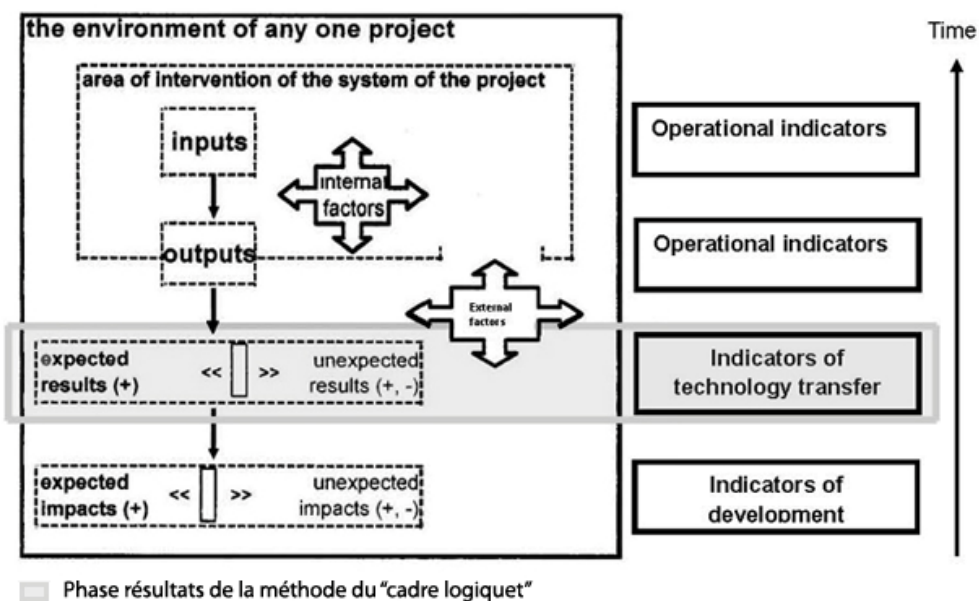 the environment of any one project
Time
area of intervention of the system of the project
inputs
Internal
factors
outputs
Operational indicators
Operational indicators
External
factors
expected
results (+)
<< >>
unexpected
results (+, -)
Indicators of
technology transfer
expected
impacts (+)
<< >>
unexpected
impacts (+, -)
Indicators of
development
Phase résultats de la méthode du “cadre logiquet”